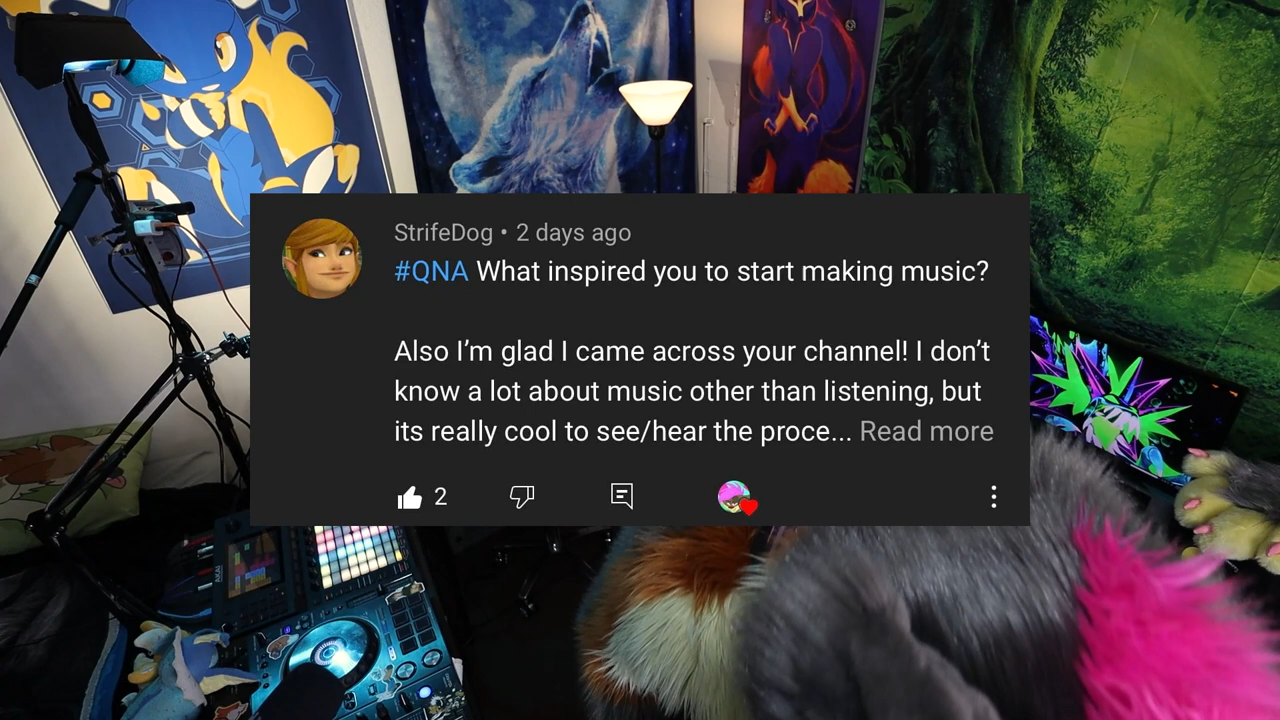 StrifeDog • 2 days ago
#QNA What inspired you to start making music?
Also I’m glad I came across your channel! I don’t
know a lot about music other than listening, but
its really cool to see/hear the proce... Read more
2
AKAI